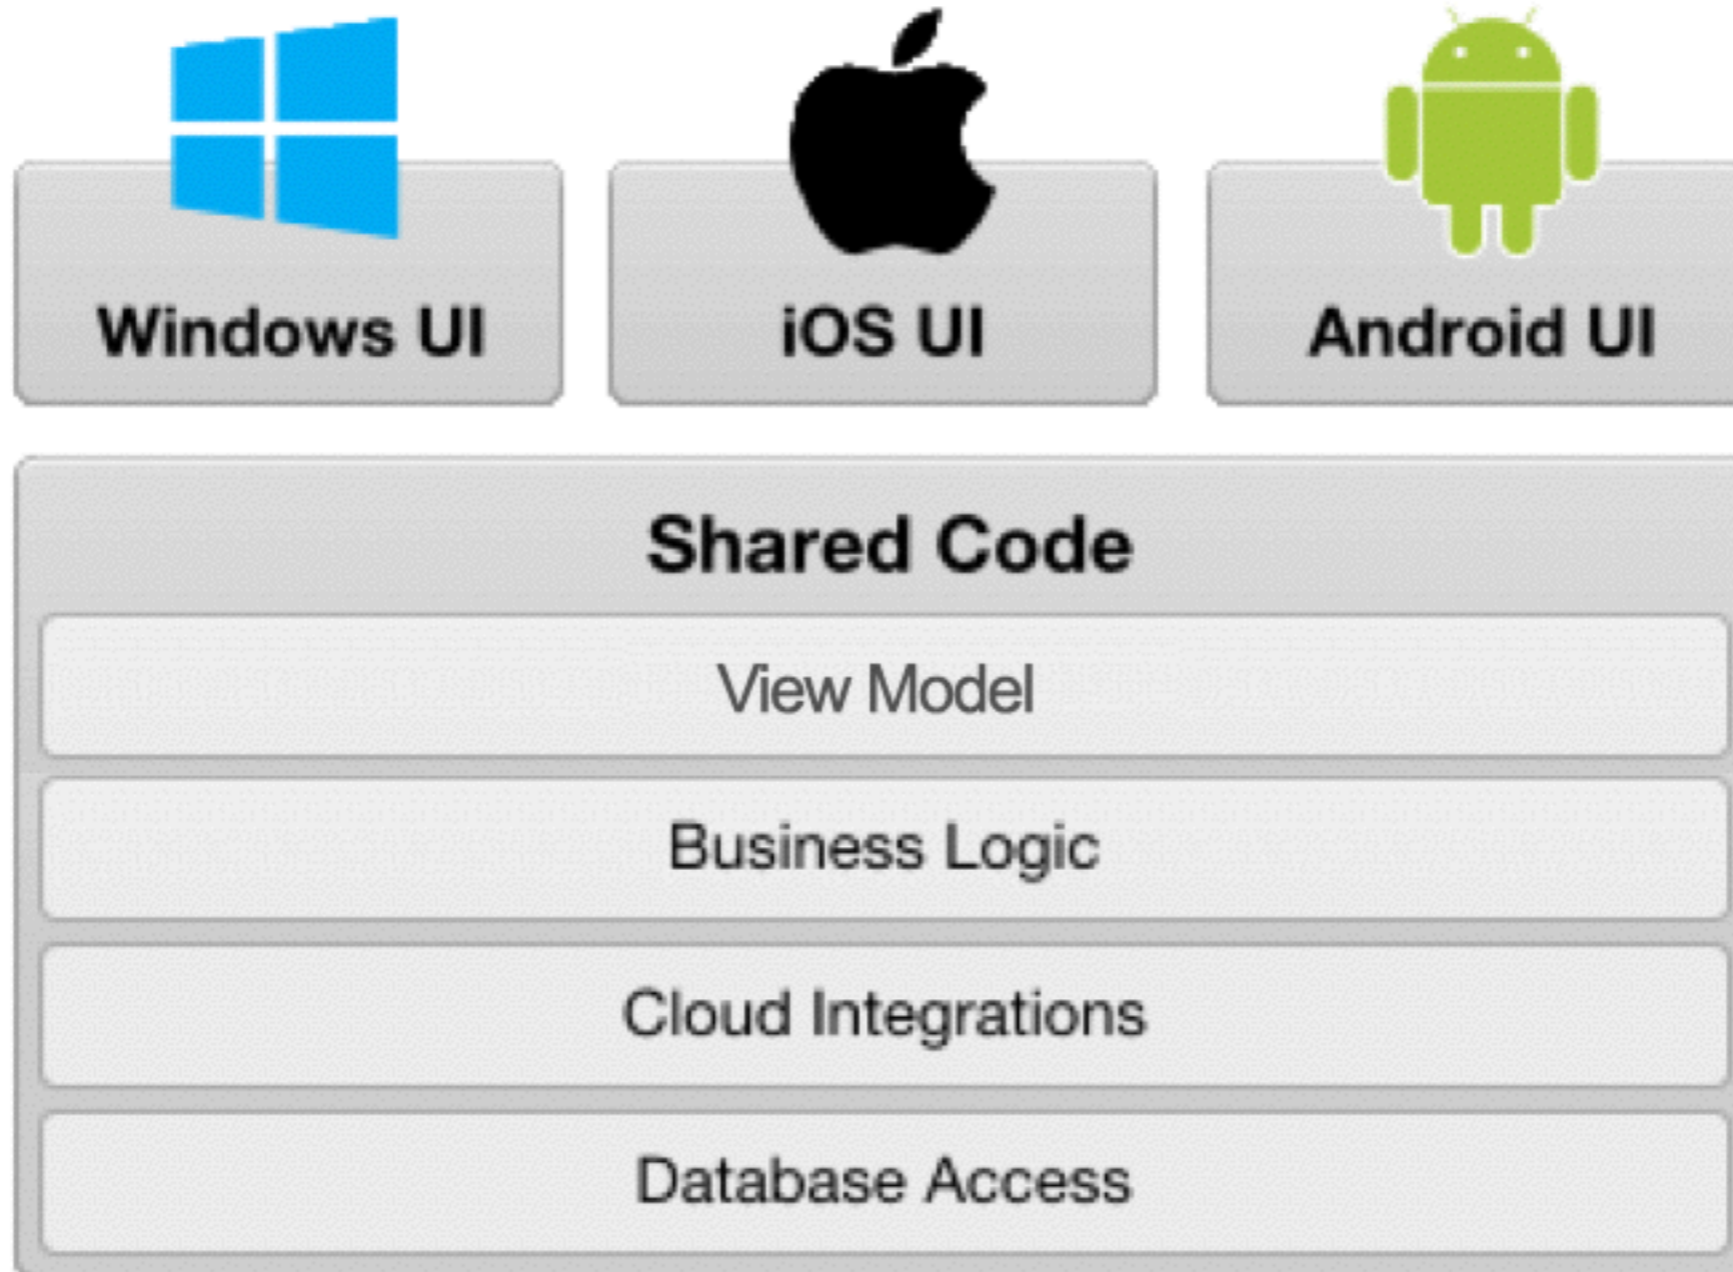 Windows UI
iOS UI
Android UI
Shared Code
View Model
Business Logic
Cloud Integrations
Database Access